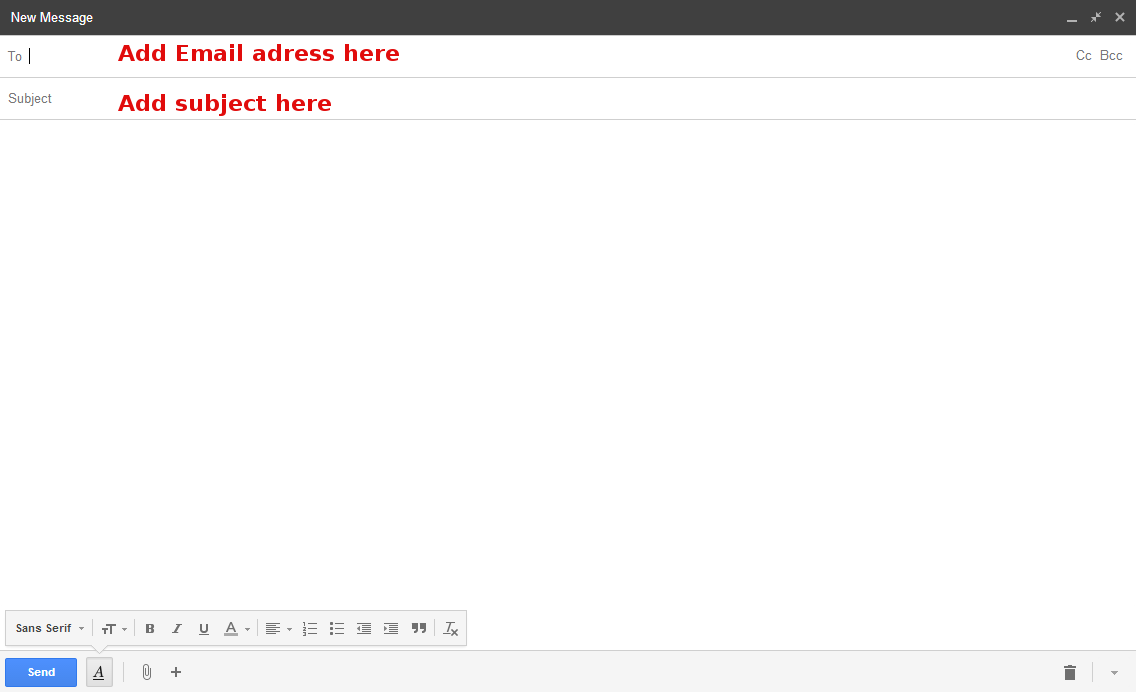 New Message
To Add Email adress here Cc Bcc
Subject Add subject here
Sans Serif
Send